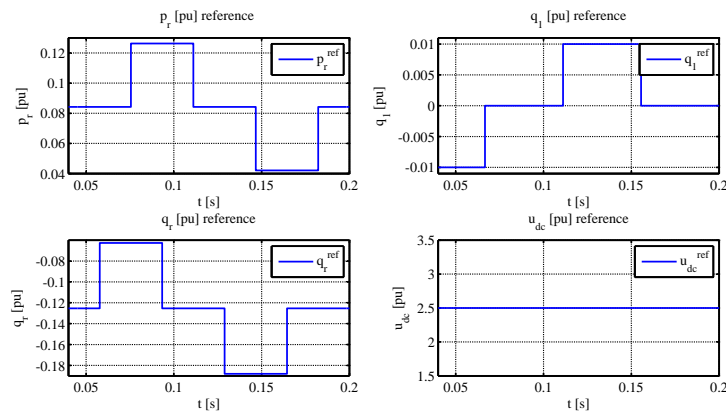 p_r [pu] reference
0.12
0.1
0.08
0.06
0.04
p_r [pu]
p_r^ref
0.05
0.1
0.15
0.2
t [s]
q_1 [pu] reference
0.01
0.005
0
-0.005
-0.01
q_1 [pu]
q_1^ref
0.05
0.1
0.15
0.2
t [s]
q_r [pu] reference
-0.08
-0.1
-0.12
-0.14
-0.16
-0.18
q_r [pu]
q_r^ref
0.05
0.1
0.15
0.2
t [s]
u_dc [pu] reference
3.5
3
2.5
2
1.5
u_dc [pu]
u_dc^ref
0.05
0.1
0.15
0.2
t [s]